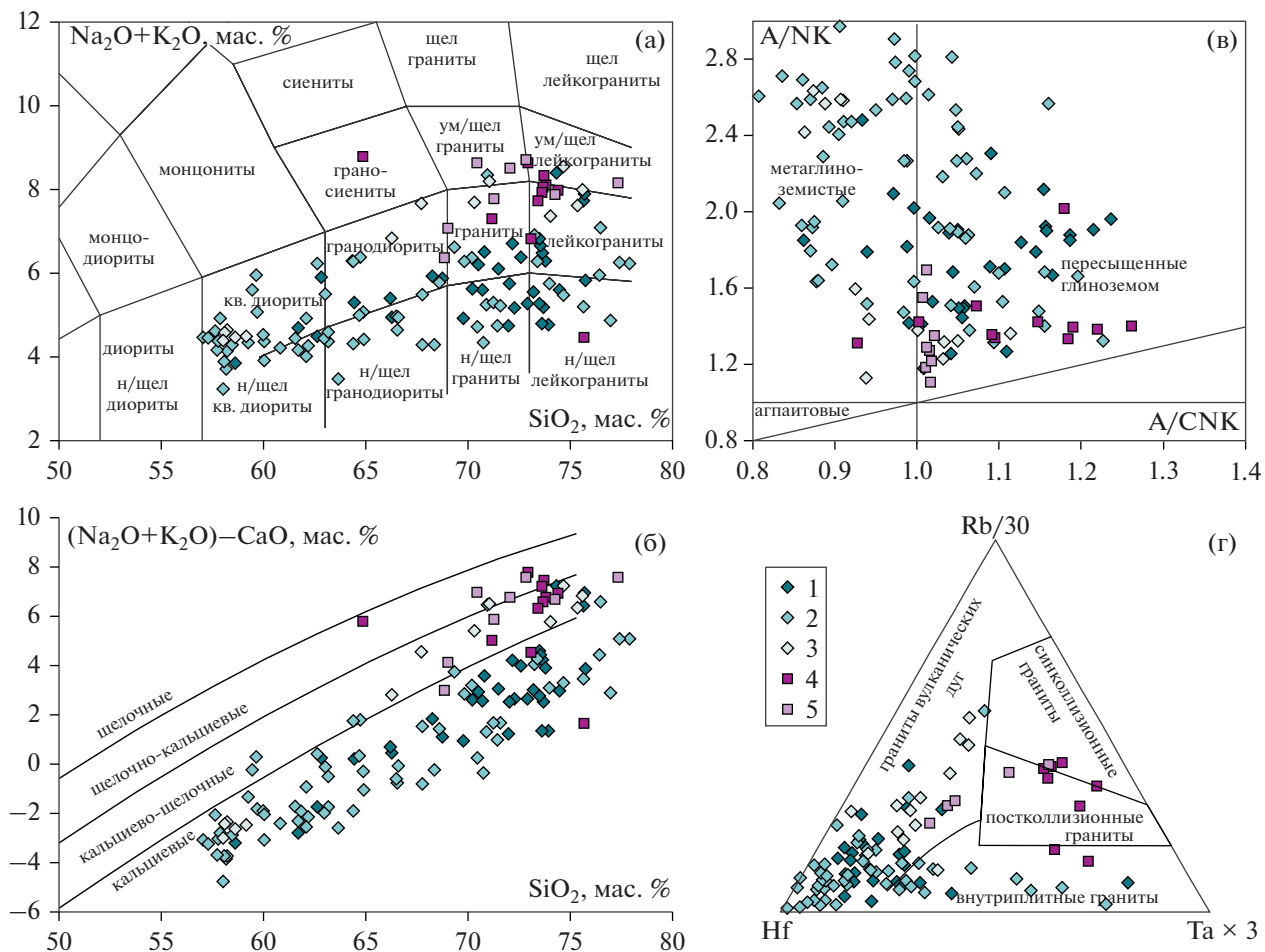 Na₂O+K₂O, мас. %
(а)
12
10
8
6
4
2
щел
граниты
щел
лейкограниты
сиениты
ум/щел
граниты
ум/щел
лейкограниты
монцониты
грано-
сиениты
монцо-
диориты
гранодиориты
граниты
лейкограниты
кв. диориты
диориты
н/щел
диориты
н/щел
кв. диориты
н/щел
гранодиориты
н/щел
граниты
н/щел
лейкограниты
SiO₂, мас. %
50 55 60 65 70 75 80
A/NK
(в)
2.8
2.4
2.0
1.6
1.2
0.8
метаглино-
земистые
пересыщенные
глиноземом
агпаитовые
A/CNK
0.8 0.9 1.0 1.1 1.2 1.3 1.4
(Na₂O+K₂O)−CaO, мас. %
(б)
10
8
6
4
2
0
−2
−4
−6
щелочные
щелочно-кальциевые
кальциево-щелочные
кальциевые
SiO₂, мас. %
50 55 60 65 70 75 80
Rb/30
(г)
1
2
3
4
5
граниты вулканических
дуг
синколлизионные
граниты
постколлизионные
граниты
внутриплитные граниты
Hf
Ta × 3